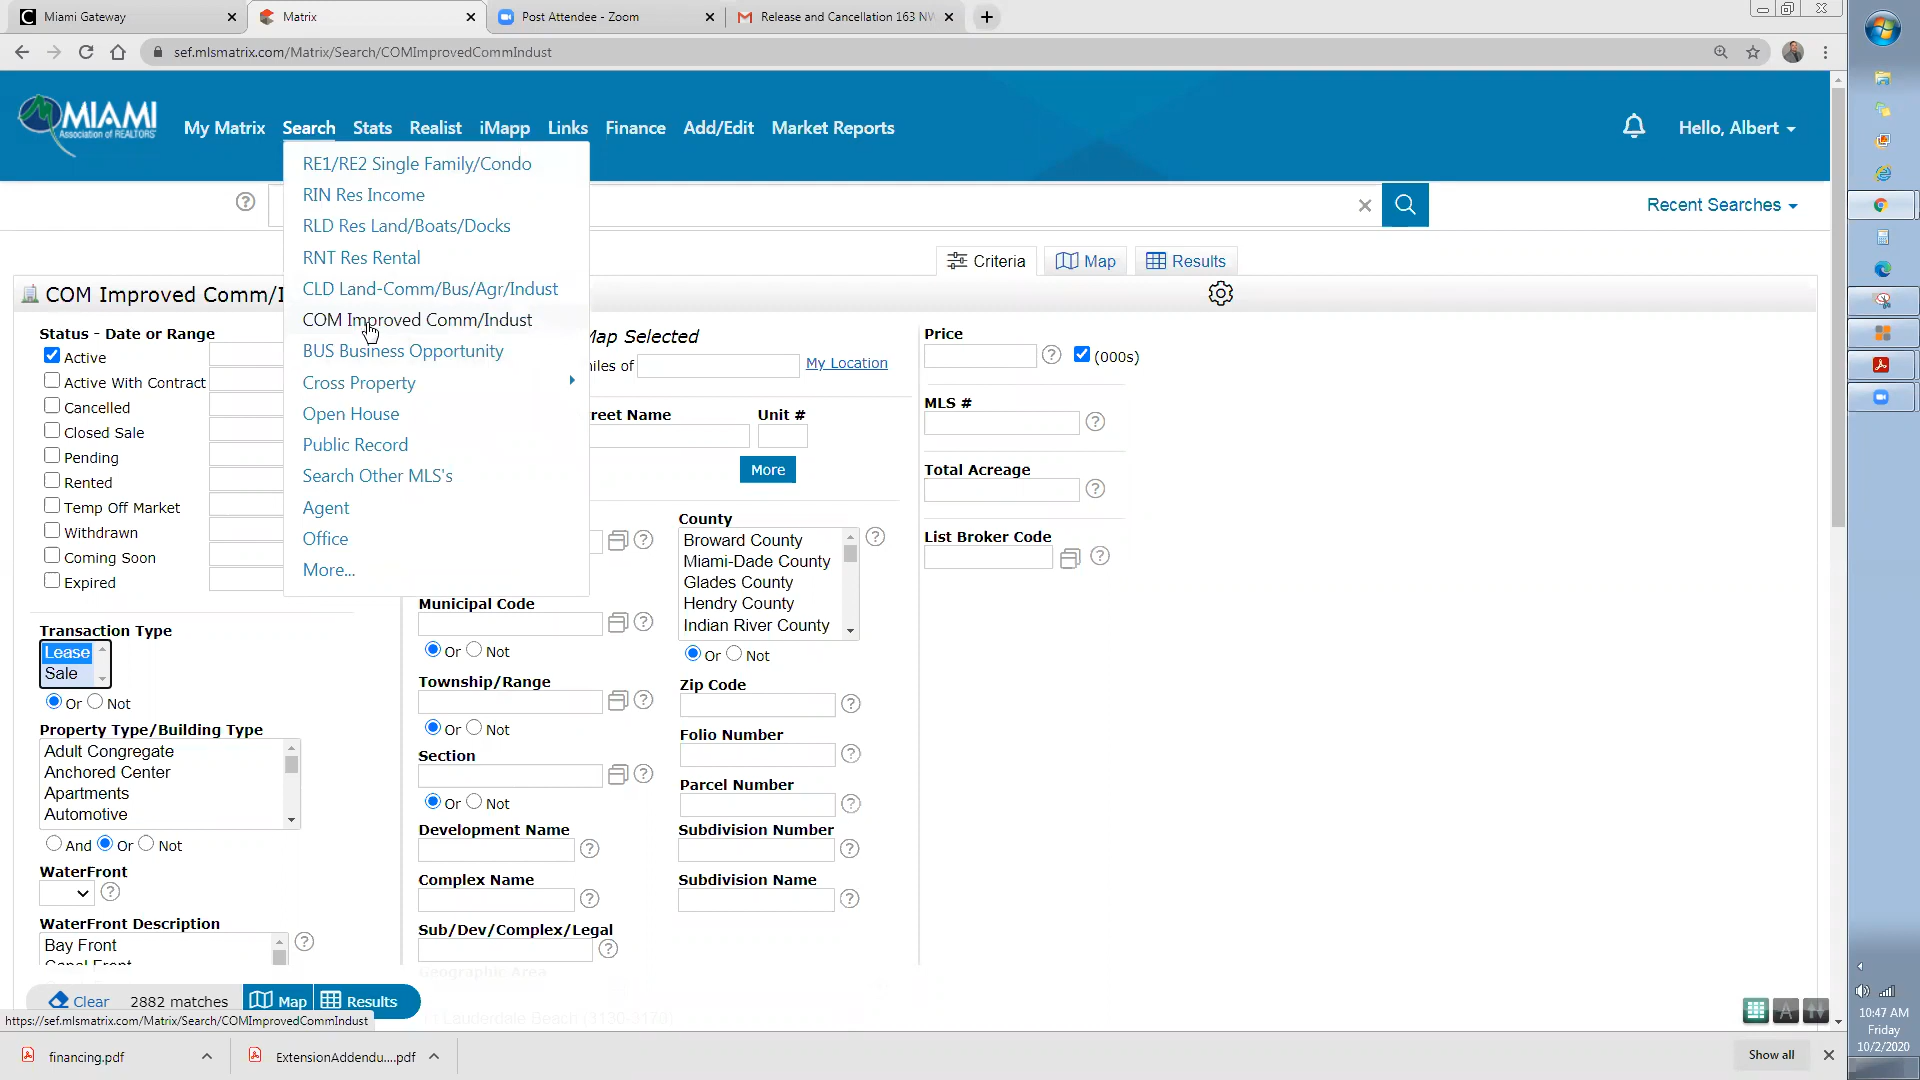 Miami Gateway
Matrix
Post Attendee - Zoom
Release and Cancellation 163 NW
sef.mlsmatrix.com/Matrix/Search/COMImprovedCommIndust
MIAMI
Association of REALTORS®
My Matrix
Search
Stats
Realist
iMapp
Links
Finance
Add/Edit
Market Reports
Hello, Albert
RE1/RE2 Single Family/Condo
RIN Res Income
RLD Res Land/Boats/Docks
RNT Res Rental
CLD Land-Comm/Bus/Agr/Indust
COM Improved Comm/Indust
BUS Business Opportunity
Cross Property
Open House
Public Record
Search Other MLS's
Agent
Office
More...
Recent Searches
Criteria
Map
Results
COM Improved Comm/I
Status - Date or Range
Active
Active With Contract
Cancelled
Closed Sale
Pending
Rented
Temp Off Market
Withdrawn
Coming Soon
Expired
Transaction Type
Lease
Sale
Or Not
Property Type/Building Type
Adult Congregate
Anchored Center
Apartments
Automotive
And Or Not
WaterFront
WaterFront Description
Bay Front
Canal Front
Map Selected
iles of
My Location
reet Name
Unit #
More
Municipal Code
Or Not
Township/Range
Or Not
Section
Or Not
Development Name
Complex Name
Sub/Dev/Complex/Legal
Geographic Area
County
Broward County
Miami-Dade County
Glades County
Hendry County
Indian River County
Or Not
Zip Code
Folio Number
Parcel Number
Subdivision Number
Subdivision Name
Price
(000s)
MLS #
Total Acreage
List Broker Code
Clear
2882 matches
Map
Results
https://sef.mlsmatrix.com/Matrix/Search/COMImprovedCommIndust
financing.pdf
ExtensionAddendu....pdf
Show all
10:47 AM
Friday
10/2/2020